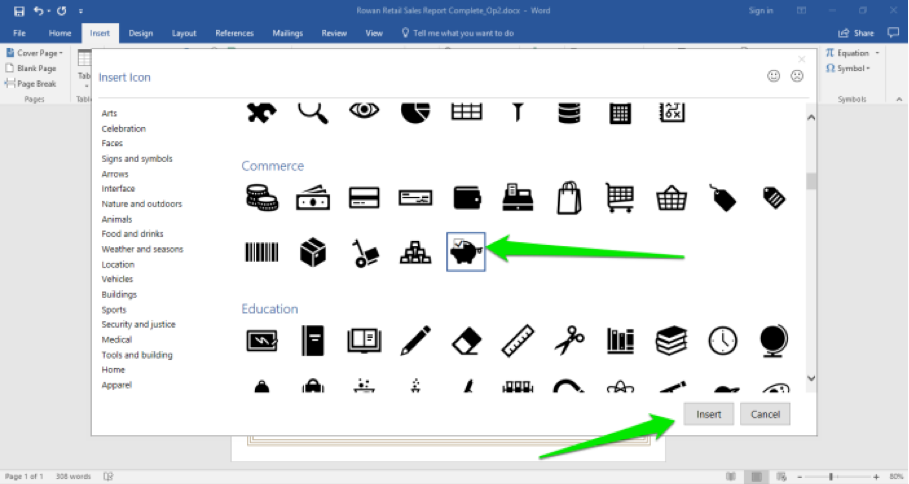 Rowan Retail Sales Report Complete_Op2.docx - Word
Sign in
File Home Insert Design Layout References Mailings Review View Tell me what you want to do Share
Cover Page
Blank Page
Page Break
Pages
Tab
Tabl
Equation
Symbol
Symbols
Insert Icon
Arts
Celebration
Faces
Signs and symbols
Arrows
Interface
Nature and outdoors
Animals
Food and drinks
Weather and seasons
Location
Vehicles
Buildings
Sports
Security and justice
Medical
Tools and building
Home
Apparel
Commerce
Education
Insert Cancel
Page 1 of 1 308 words 80%